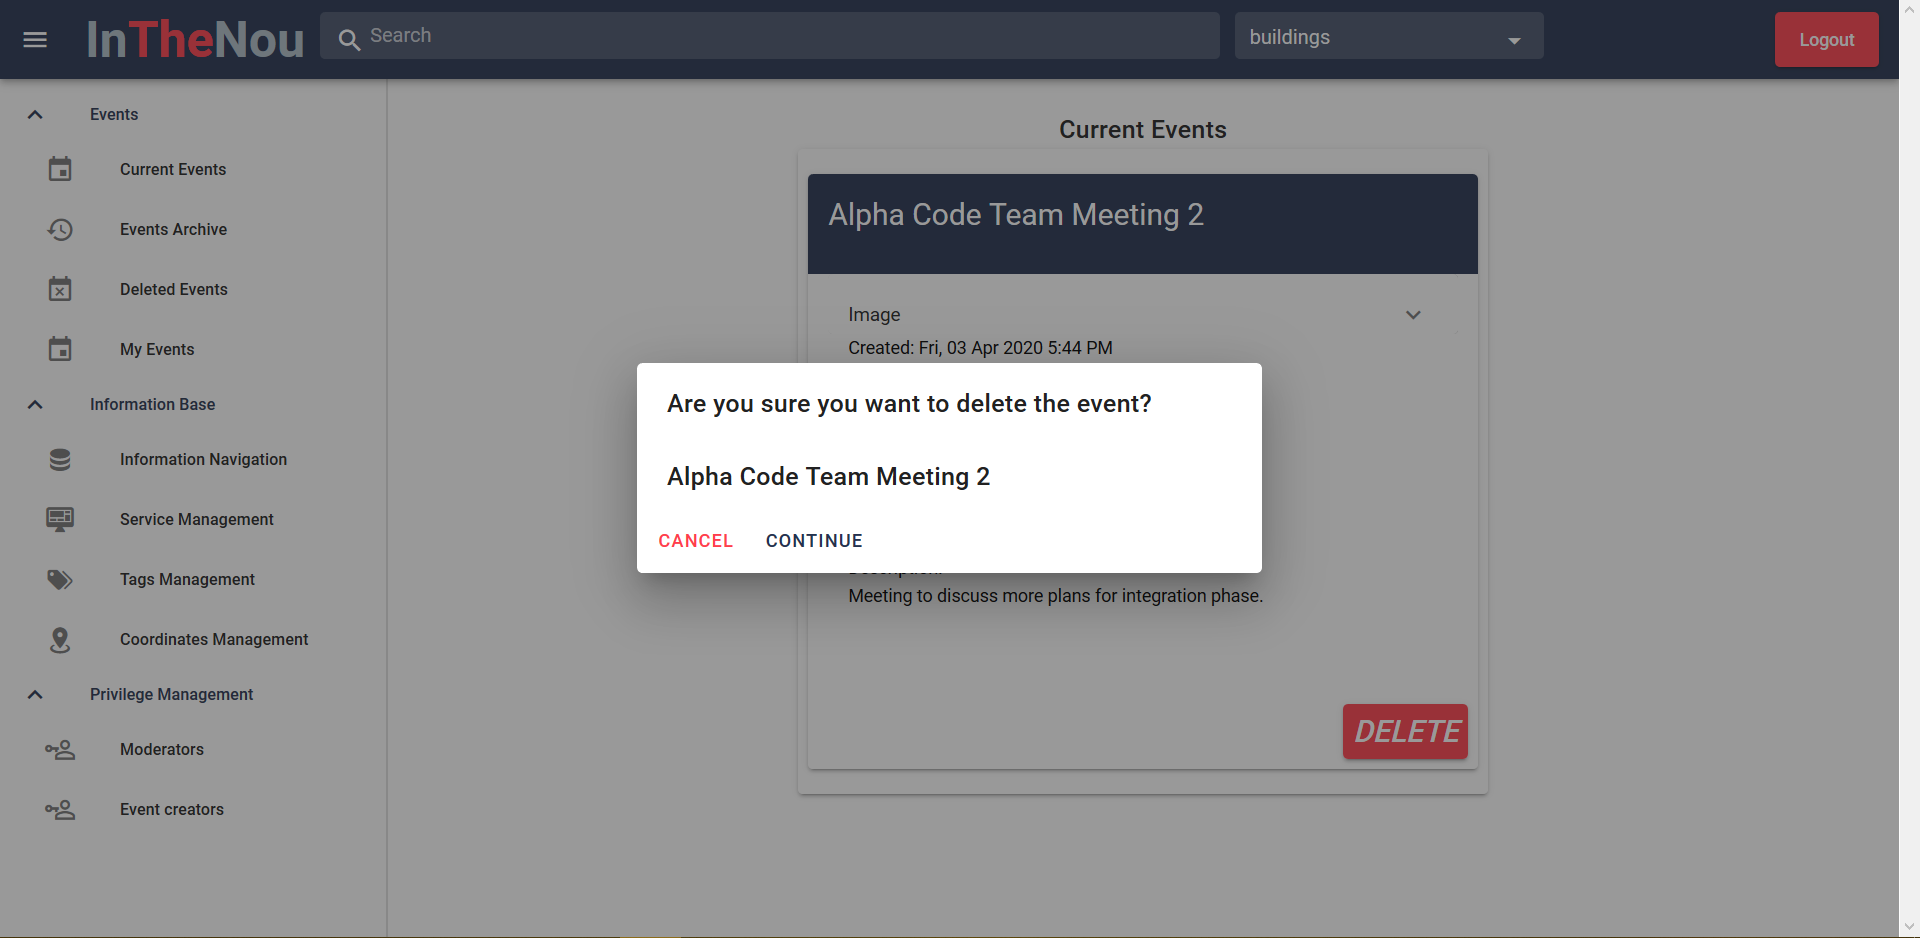 InTheNou
Search
buildings
Logout
Events
Current Events
Events Archive
Deleted Events
My Events
Information Base
Information Navigation
Service Management
Tags Management
Coordinates Management
Privilege Management
Moderators
Event creators
Current Events
Alpha Code Team Meeting 2
Image
Created: Fri, 03 Apr 2020 5:44 PM
Are you sure you want to delete the event?
Alpha Code Team Meeting 2
CANCEL CONTINUE
Description:
Meeting to discuss more plans for integration phase.
DELETE